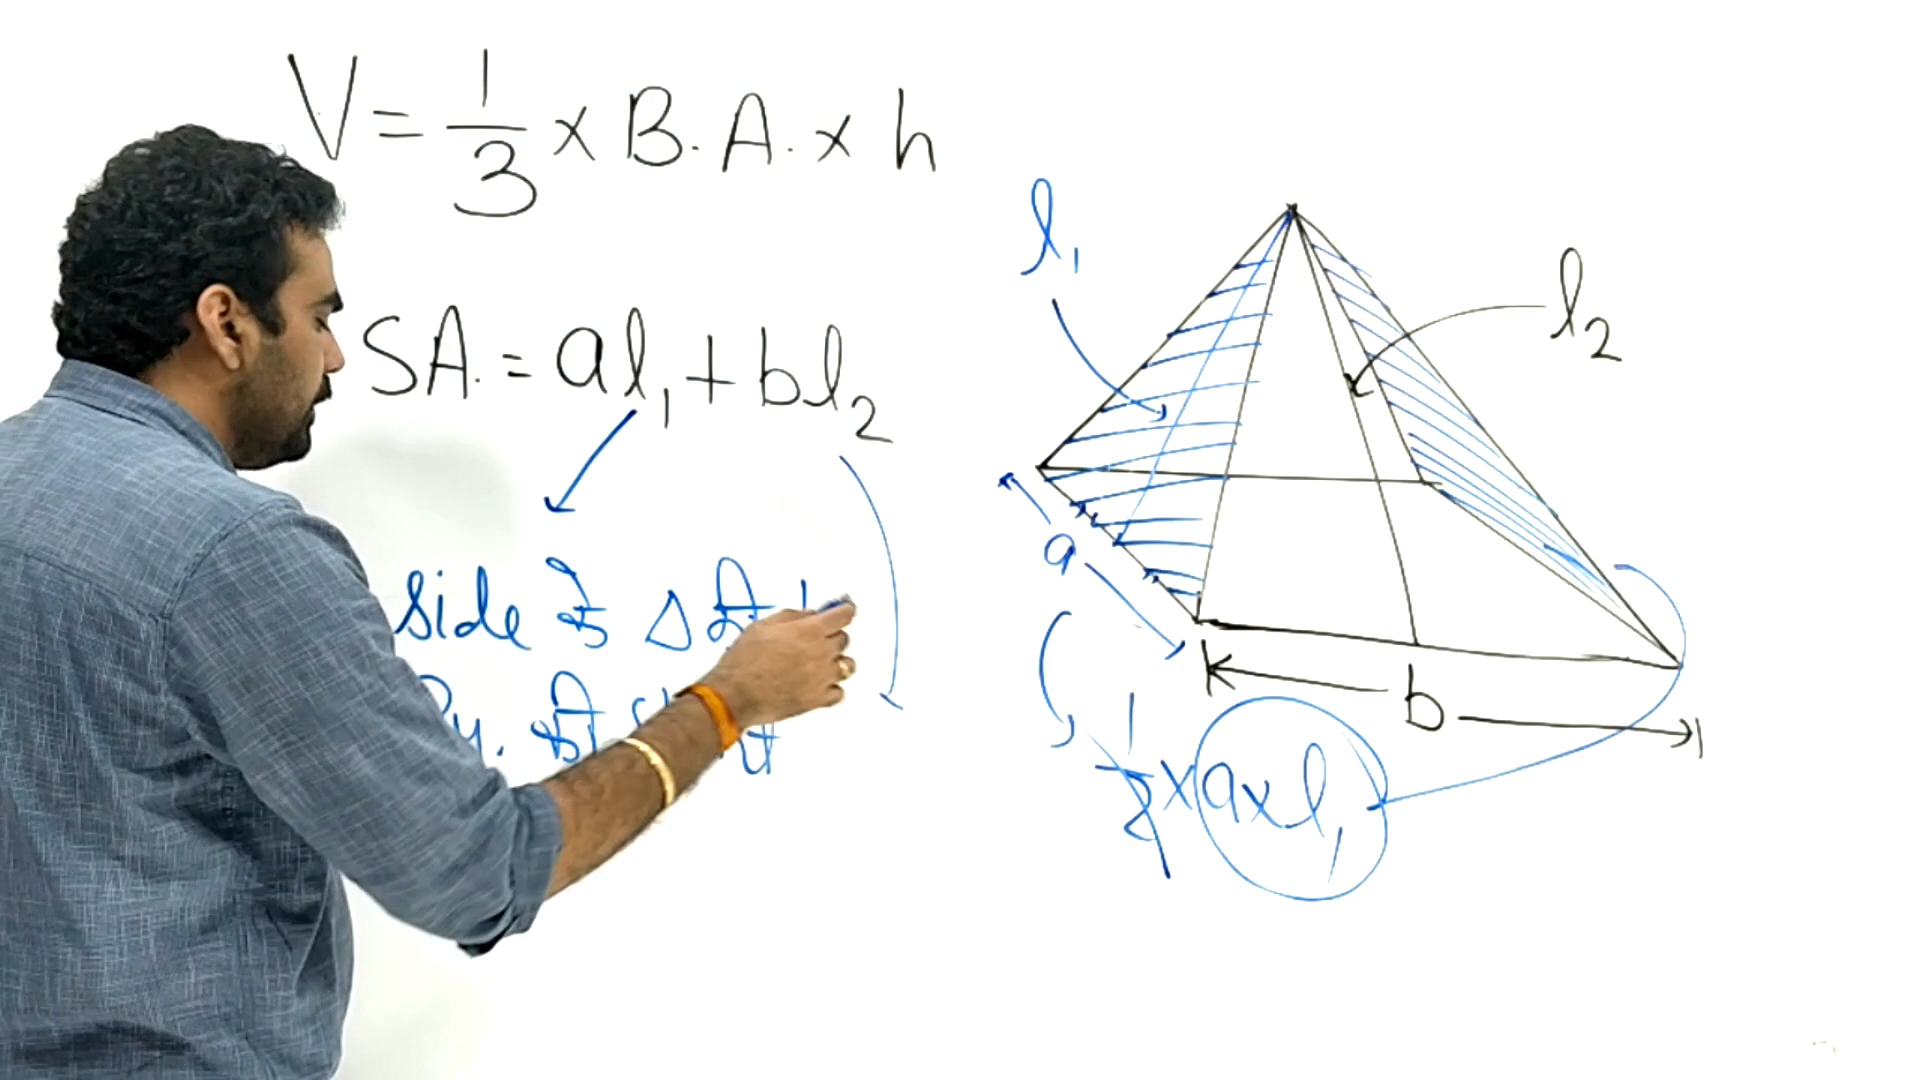 V = 1/3 × B.A. × h
SA. = al₁ + bl₂
side के Δ
l₁
l₂
a
b
1/2 × a × l₁